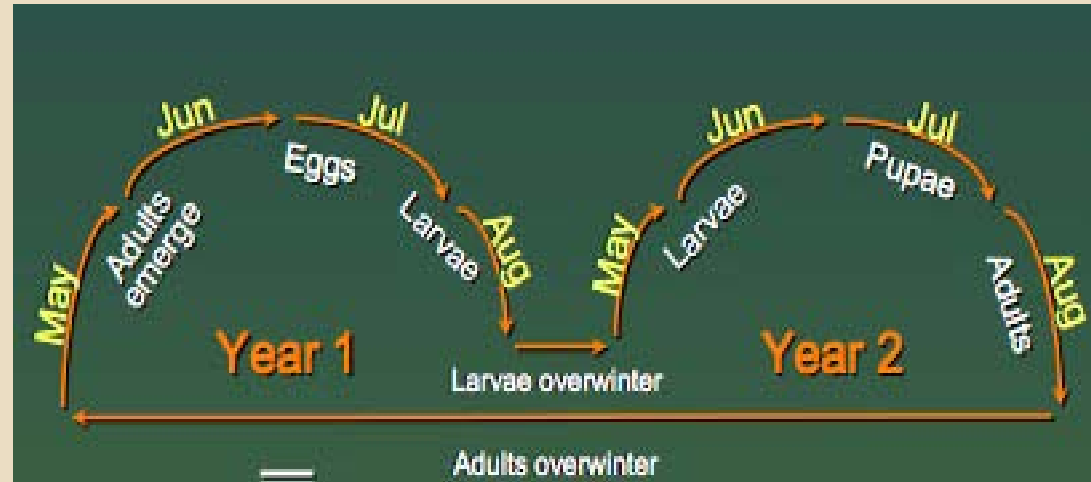 May
Adults
emerge
Jun
Eggs
Jul
Larvae
Aug
Year 1
Larvae overwinter
May
Larvae
Jun
Pupae
Jul
Adults
Aug
Year 2
Adults overwinter